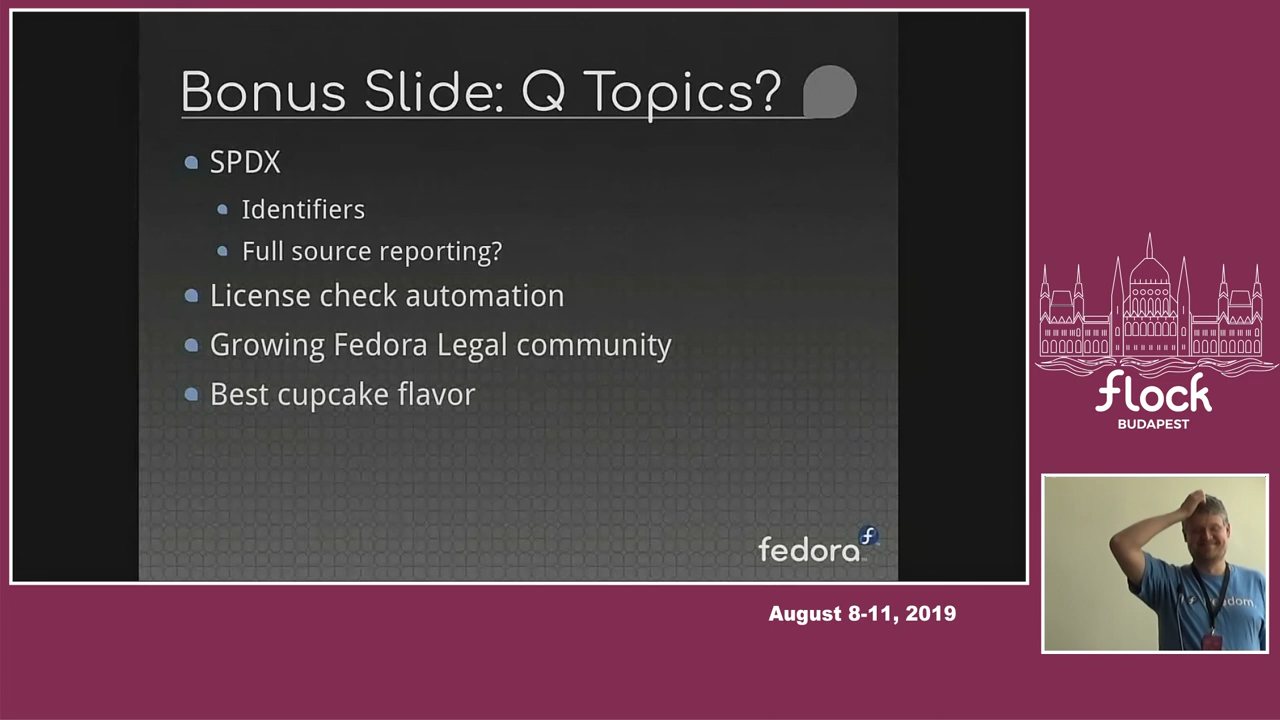 Bonus Slide: Q Topics?
SPDX
Identifiers
Full source reporting?
License check automation
Growing Fedora Legal community
Best cupcake flavor
fedora
flock
BUDAPEST
August 8-11, 2019